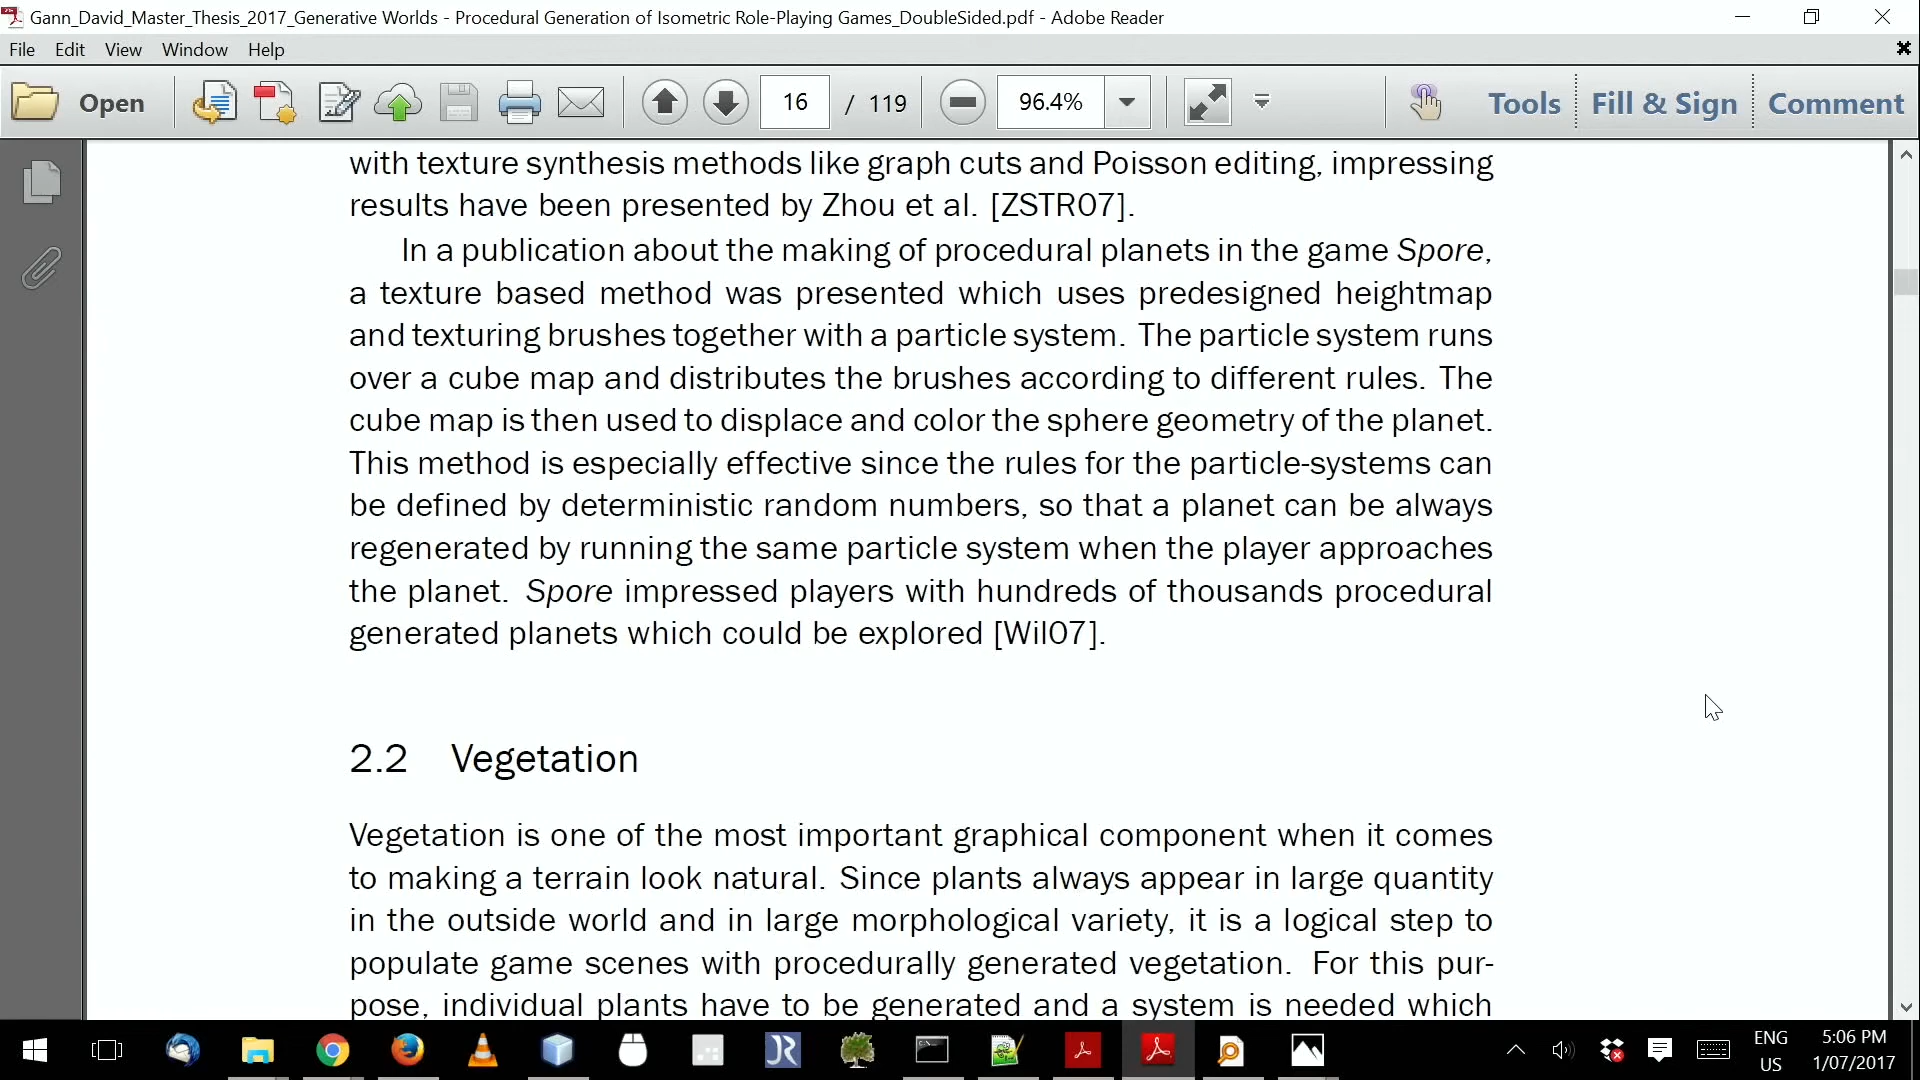 Gann_David_Master_Thesis_2017_Generative Worlds - Procedural Generation of Isometric Role-Playing Games_DoubleSided.pdf - Adobe Reader
File Edit View Window Help
Open 16 / 119 96.4% Tools Fill & Sign Comment
with texture synthesis methods like graph cuts and Poisson editing, impressing
results have been presented by Zhou et al. [ZSTR07].
In a publication about the making of procedural planets in the game Spore,
a texture based method was presented which uses predesigned heightmap
and texturing brushes together with a particle system. The particle system runs
over a cube map and distributes the brushes according to different rules. The
cube map is then used to displace and color the sphere geometry of the planet.
This method is especially effective since the rules for the particle-systems can
be defined by deterministic random numbers, so that a planet can be always
regenerated by running the same particle system when the player approaches
the planet. Spore impressed players with hundreds of thousands procedural
generated planets which could be explored [Wil07].
2.2 Vegetation
Vegetation is one of the most important graphical component when it comes
to making a terrain look natural. Since plants always appear in large quantity
in the outside world and in large morphological variety, it is a logical step to
populate game scenes with procedurally generated vegetation. For this pur-
pose, individual plants have to be generated and a system is needed which
ENG 5:06 PM
US 1/07/2017